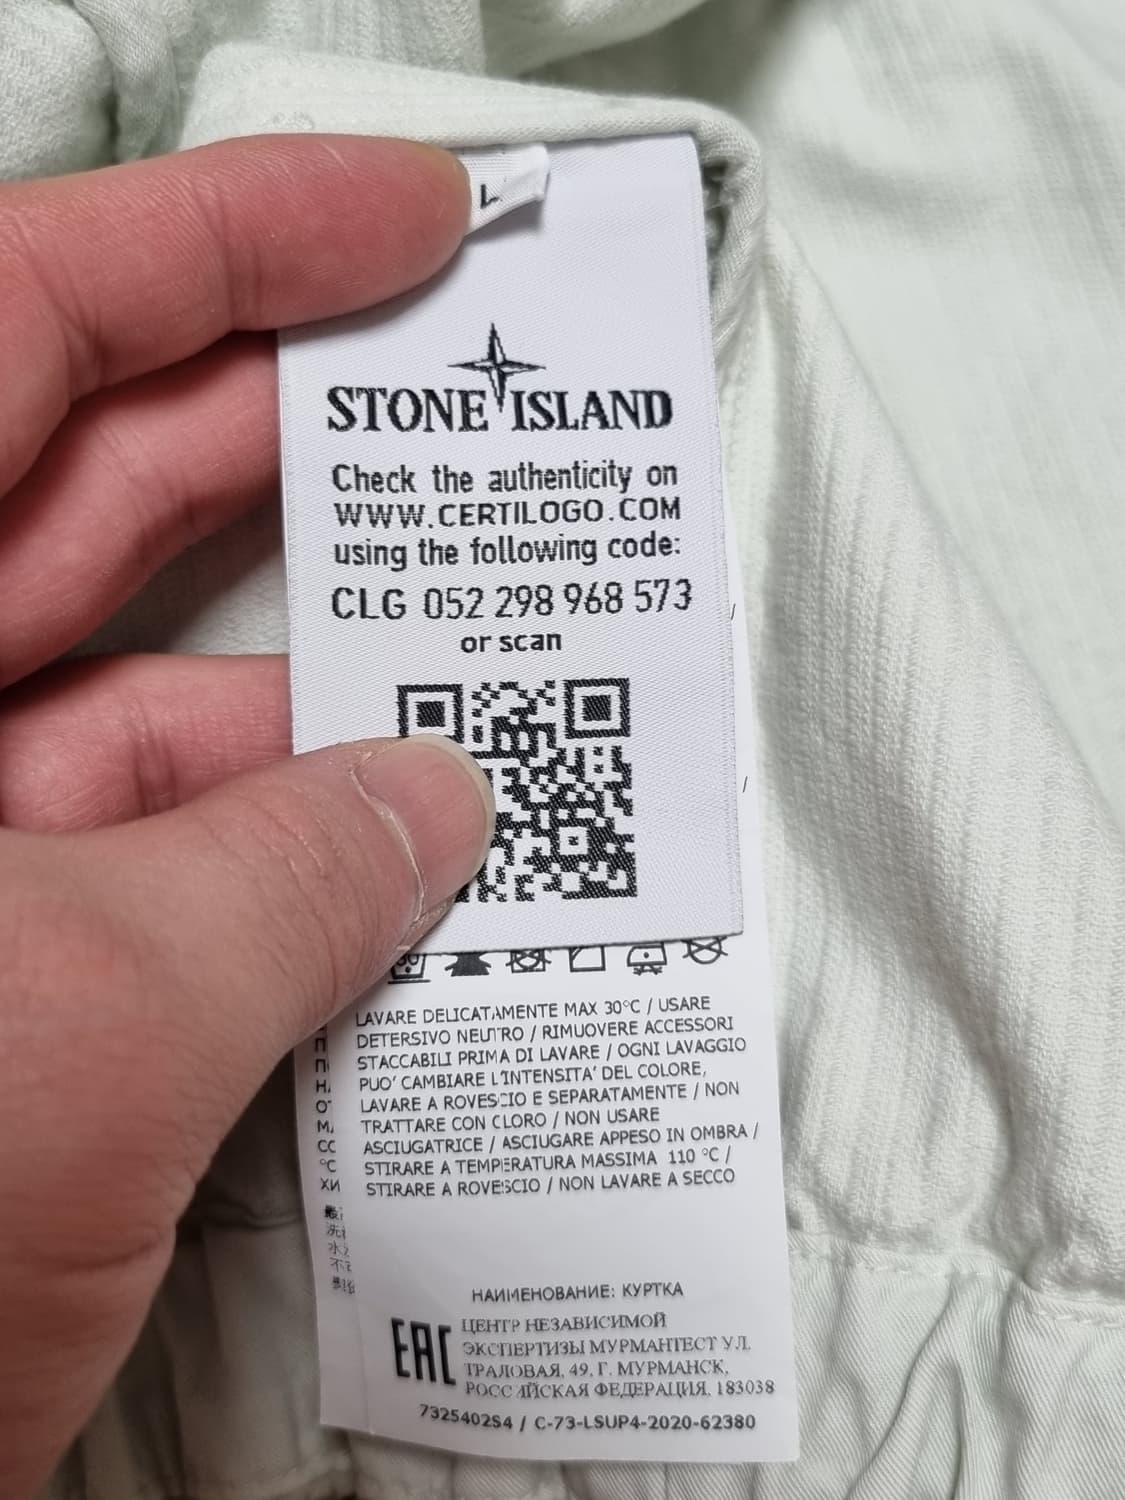 L
STONE ISLAND
Check the authenticity on
WWW.CERTILOGO.COM
using the following code:
CLG 052 298 968 573
or scan
LAVARE DELICATAMENTE MAX 30°C / USARE
DETERSIVO NEUTRO / RIMUOVERE ACCESSORI
STACCABILI PRIMA DI LAVARE / OGNI LAVAGGIO
PUO' CAMBIARE L'INTENSITA' DEL COLORE,
LAVARE A ROVESCIO E SEPARATAMENTE / NON
TRATTARE CON CLORO / NON USARE
ASCIUGATRICE / ASCIUGARE APPESO IN OMBRA /
STIRARE A TEMPERATURA MASSIMA 110 °C /
STIRARE A ROVESCIO / NON LAVARE A SECCO
НАИМЕНОВАНИЕ: КУРТКА
EAC
ЦЕНТР НЕЗАВИСИМОЙ
ЭКСПЕРТИЗЫ МУРМАНТЕСТ УЛ.
ТРАЛОВАЯ, 49, Г. МУРМАНСК,
РОССИЙСКАЯ ФЕДЕРАЦИЯ, 183038
7325402S4 / C-73-LSUP4-2020-62380